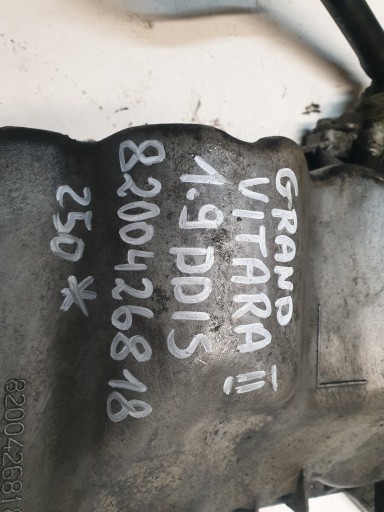 GRAND
VITARA II
1.9 DDIS
8200426818
250 *
8200426818